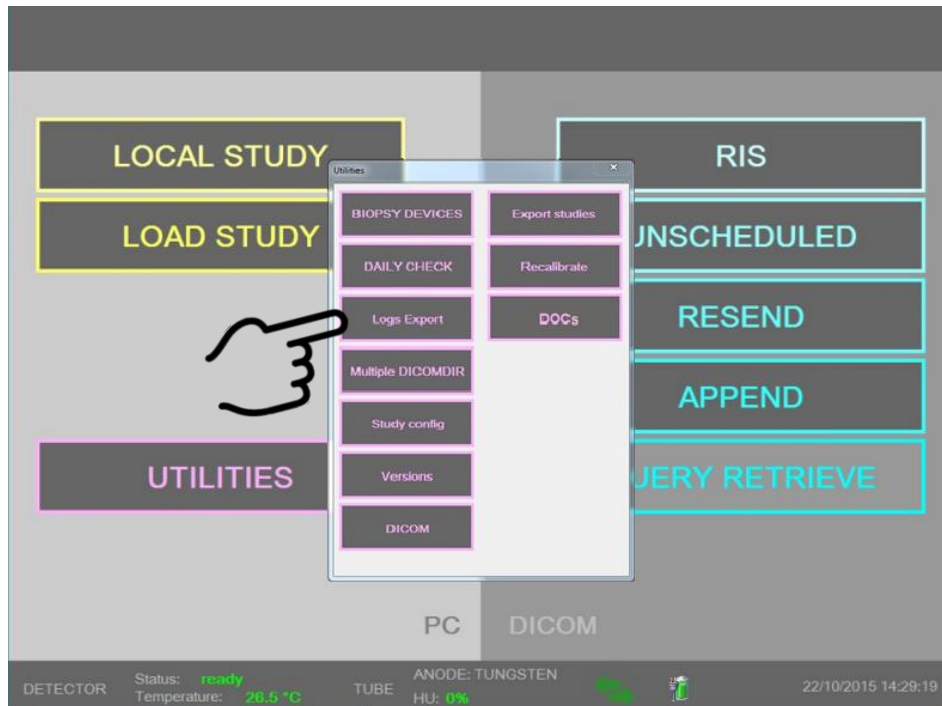 LOCAL STUDY
LOAD STUDY
UTILITIES
Utilities
BIOPSY DEVICES
DAILY CHECK
Logs Export
Multiple DICOMDIR
Study config
Versions
DICOM
Export studies
Recalibrate
DOCs
RIS
UNSCHEDULED
RESEND
APPEND
UERY RETRIEVE
PC
DICOM
DETECTOR
Status: ready
Temperature: 26.5 °C
TUBE
ANODE: TUNGSTEN
HU: 0%
22/10/2015 14:29:19